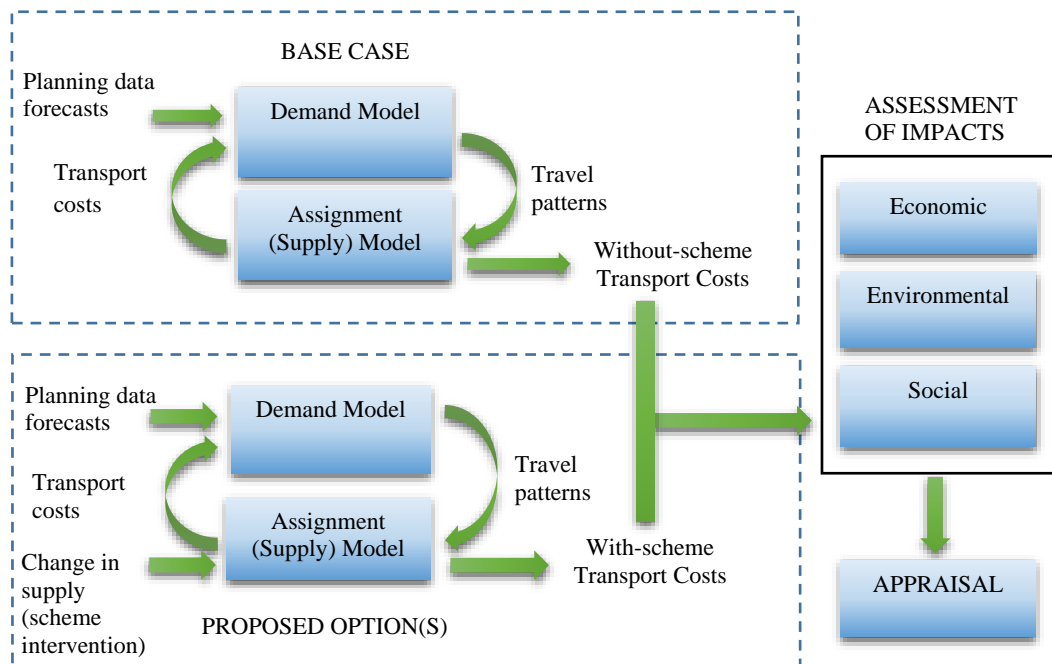 BASE CASE
Planning data
forecasts
Demand Model
Transport
costs
Travel
patterns
Assignment
(Supply) Model
Without-scheme
Transport Costs
Planning data
forecasts
Demand Model
Transport
costs
Travel
patterns
Assignment
(Supply) Model
Change in
supply
(scheme
intervention)
With-scheme
Transport Costs
PROPOSED OPTION(S)
ASSESSMENT
OF IMPACTS
Economic
Environmental
Social
APPRAISAL